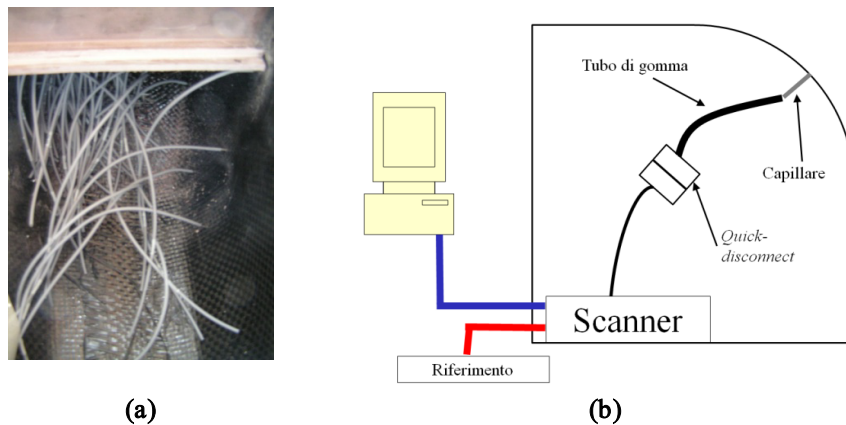 Tubo di gomma
Capillare
Quick-
disconnect
Scanner
Riferimento
(a)
(b)